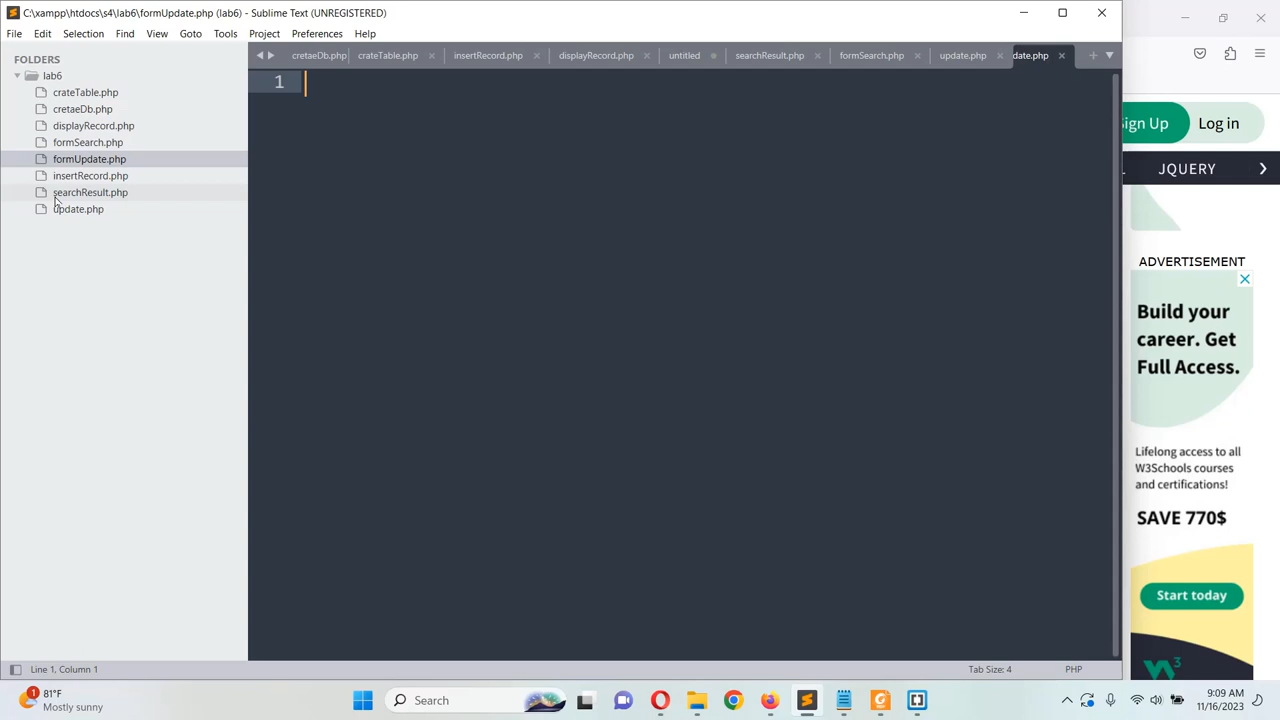 C:\xampp\htdocs\s4\lab6\formUpdate.php (lab6) - Sublime Text (UNREGISTERED)
File Edit Selection Find View Goto Tools Project Preferences Help
FOLDERS
lab6
crateTable.php
cretaeDb.php
displayRecord.php
formSearch.php
formUpdate.php
insertRecord.php
searchResult.php
update.php
cretaeDb.php crateTable.php insertRecord.php displayRecord.php untitled searchResult.php formSearch.php update.php date.php
1
Sign Up Log in
L JQUERY
ADVERTISEMENT
Build your
career. Get
Full Access.
Lifelong access to all
W3Schools courses
and certifications!
SAVE 770$
Start today
w3
Line 1, Column 1 Tab Size: 4 PHP
1
81°F
Mostly sunny
Search
9:09 AM
11/16/2023